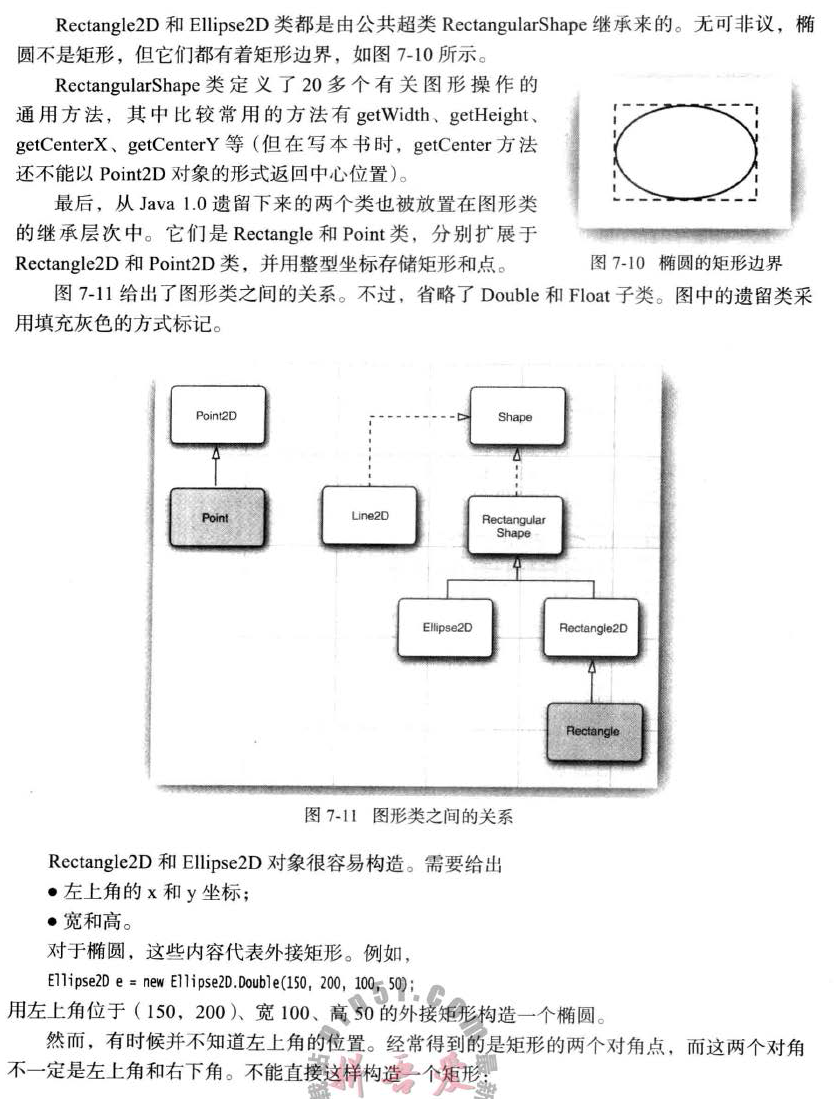 Rectangle2D 和 Ellipse2D 类都是由公共超类 RectangularShape 继承来的。无可非议，椭
圆不是矩形，但它们都有着矩形边界，如图 7-10 所示。
RectangularShape 类定义了 20 多个有关图形操作的
通用方法，其中比较常用的方法有 getWidth、getHeight、
getCenterX、getCenterY 等（但在写本书时，getCenter 方法
还不能以 Point2D 对象的形式返回中心位置）。
最后，从 Java 1.0 遗留下来的两个类也被放置在图形类
的继承层次中。它们是 Rectangle 和 Point 类，分别扩展于
Rectangle2D 和 Point2D 类，并用整型坐标存储矩形和点。
图 7-10 椭圆的矩形边界
图 7-11 给出了图形类之间的关系。不过，省略了 Double 和 Float 子类。图中的遗留类采
用填充灰色的方式标记。
Point2D
Shape
Point
Line2D
Rectangular
Shape
Ellipse2D
Rectangle2D
Rectangle
图 7-11 图形类之间的关系
Rectangle2D 和 Ellipse2D 对象很容易构造。需要给出
● 左上角的 x 和 y 坐标；
● 宽和高。
对于椭圆，这些内容代表外接矩形。例如，
Ellipse2D e = new Ellipse2D.Double(150, 200, 100, 50);
用左上角位于（150，200）、宽 100、高 50 的外接矩形构造一个椭圆。
然而，有时候并不知道左上角的位置。经常得到的是矩形的两个对角点，而这两个对角
不一定是左上角和右下角。不能直接这样构造一个矩形：